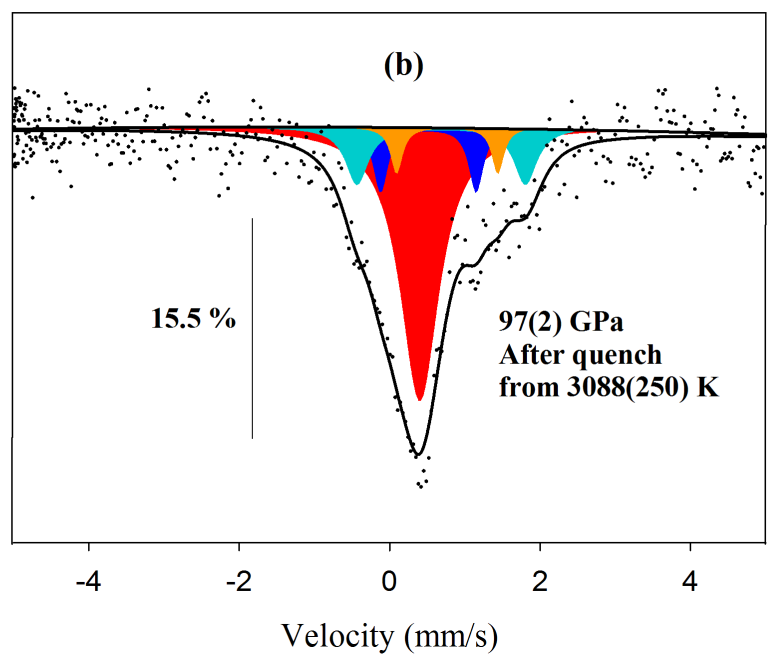 (b)
15.5 %
97(2) GPa
After quench
from 3088(250) K
-4 -2 0 2 4
Velocity (mm/s)